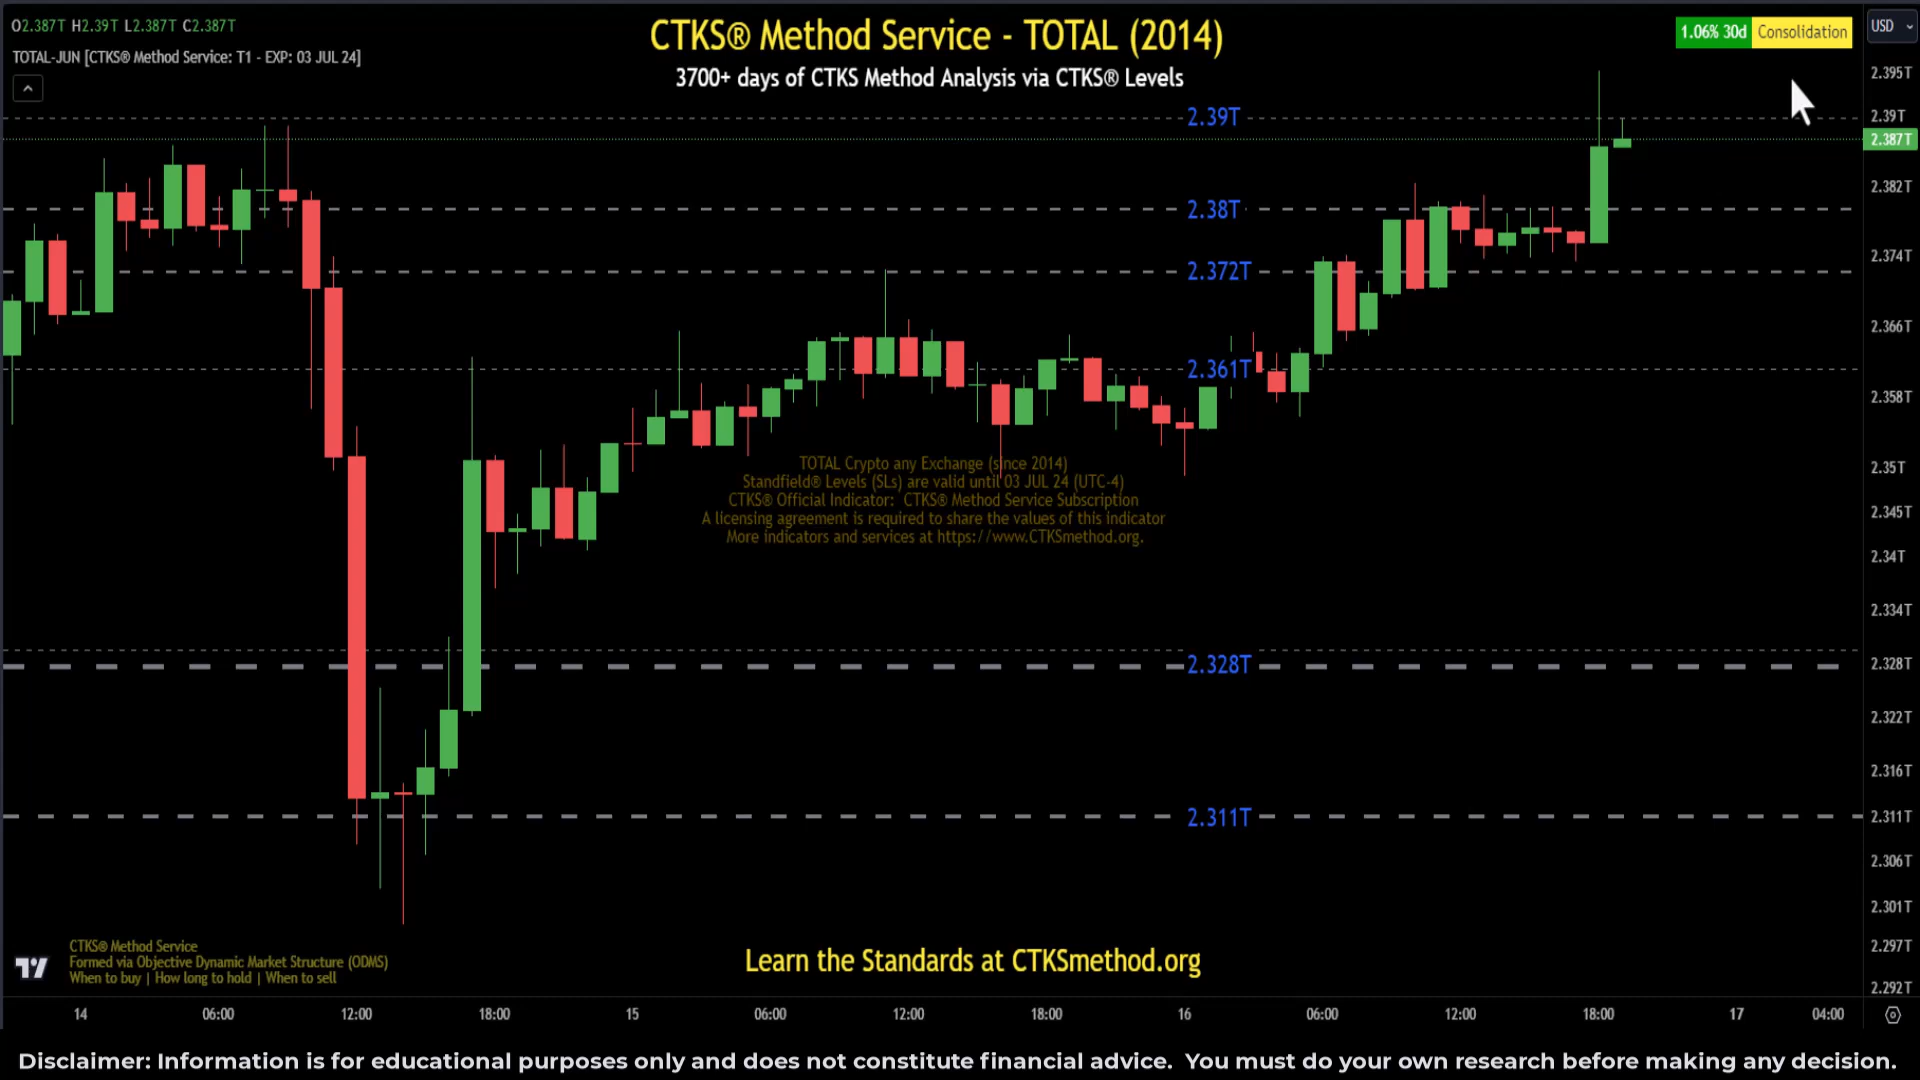 O2.387T H2.39T L2.387T C2.387T
TOTAL-JUN [CTKS® Method Service: T1 - EXP: 03 JUL 24]
CTKS® Method Service - TOTAL (2014)
3700+ days of CTKS Method Analysis via CTKS® Levels
1.06% 30d Consolidation
USD
2.395T
2.39T
2.387T
2.382T
2.374T
2.366T
2.358T
2.35T
2.345T
2.34T
2.334T
2.328T
2.322T
2.316T
2.311T
2.306T
2.301T
2.297T
2.292T
2.39T
2.38T
2.372T
2.361T
2.328T
2.311T
TOTAL Crypto any Exchange (since 2014)
Standfield® Levels (SLs) are valid until 03 JUL 24 (UTC-4)
CTKS® Official Indicator: CTKS® Method Service Subscription
A licensing agreement is required to share the values of this indicator
More indicators and services at https://www.CTKSmethod.org.
CTKS® Method Service
Formed via Objective Dynamic Market Structure (ODMS)
When to buy | How long to hold | When to sell
Learn the Standards at CTKSmethod.org
14 06:00 12:00 18:00 15 06:00 12:00 18:00 16 06:00 12:00 18:00 17 04:00
Disclaimer: Information is for educational purposes only and does not constitute financial advice. You must do your own research before making any decision.